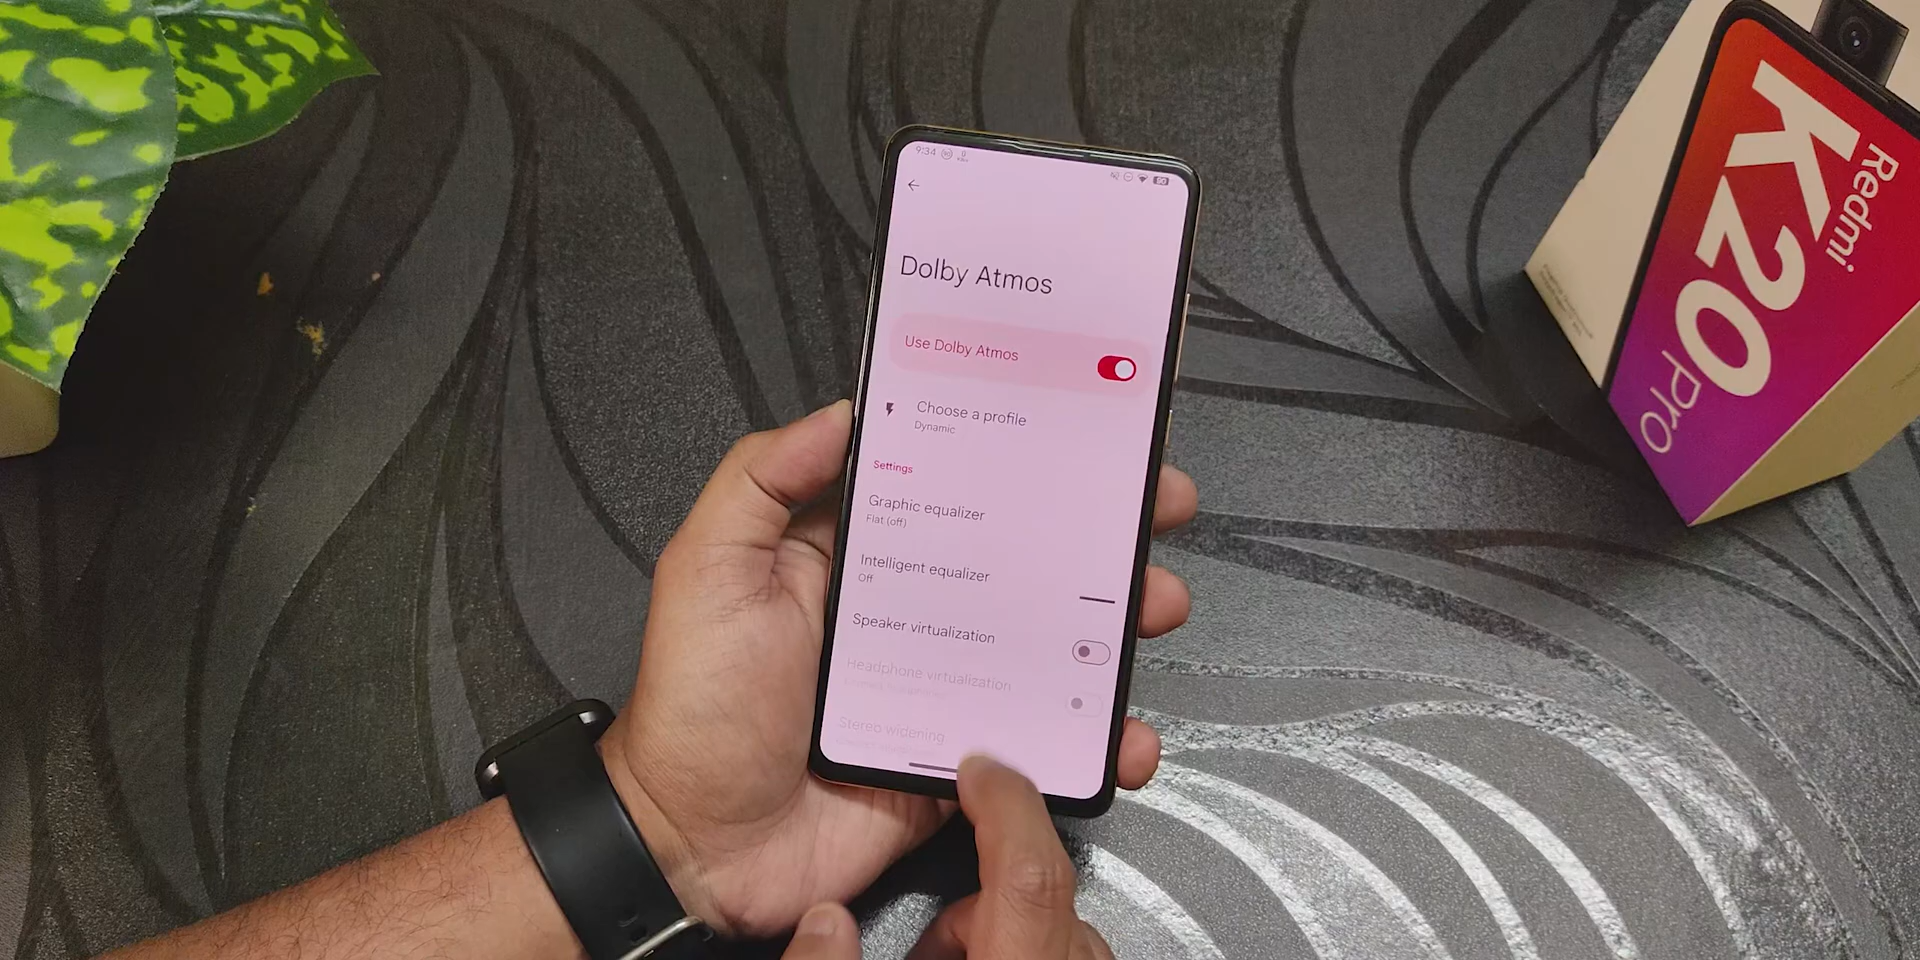 9:34
90
Dolby Atmos
Use Dolby Atmos
Choose a profile
Dynamic
Settings
Graphic equalizer
Flat (off)
Intelligent equalizer
Off
Speaker virtualization
Headphone virtualization
Stereo widening
Redmi
K20
Pro